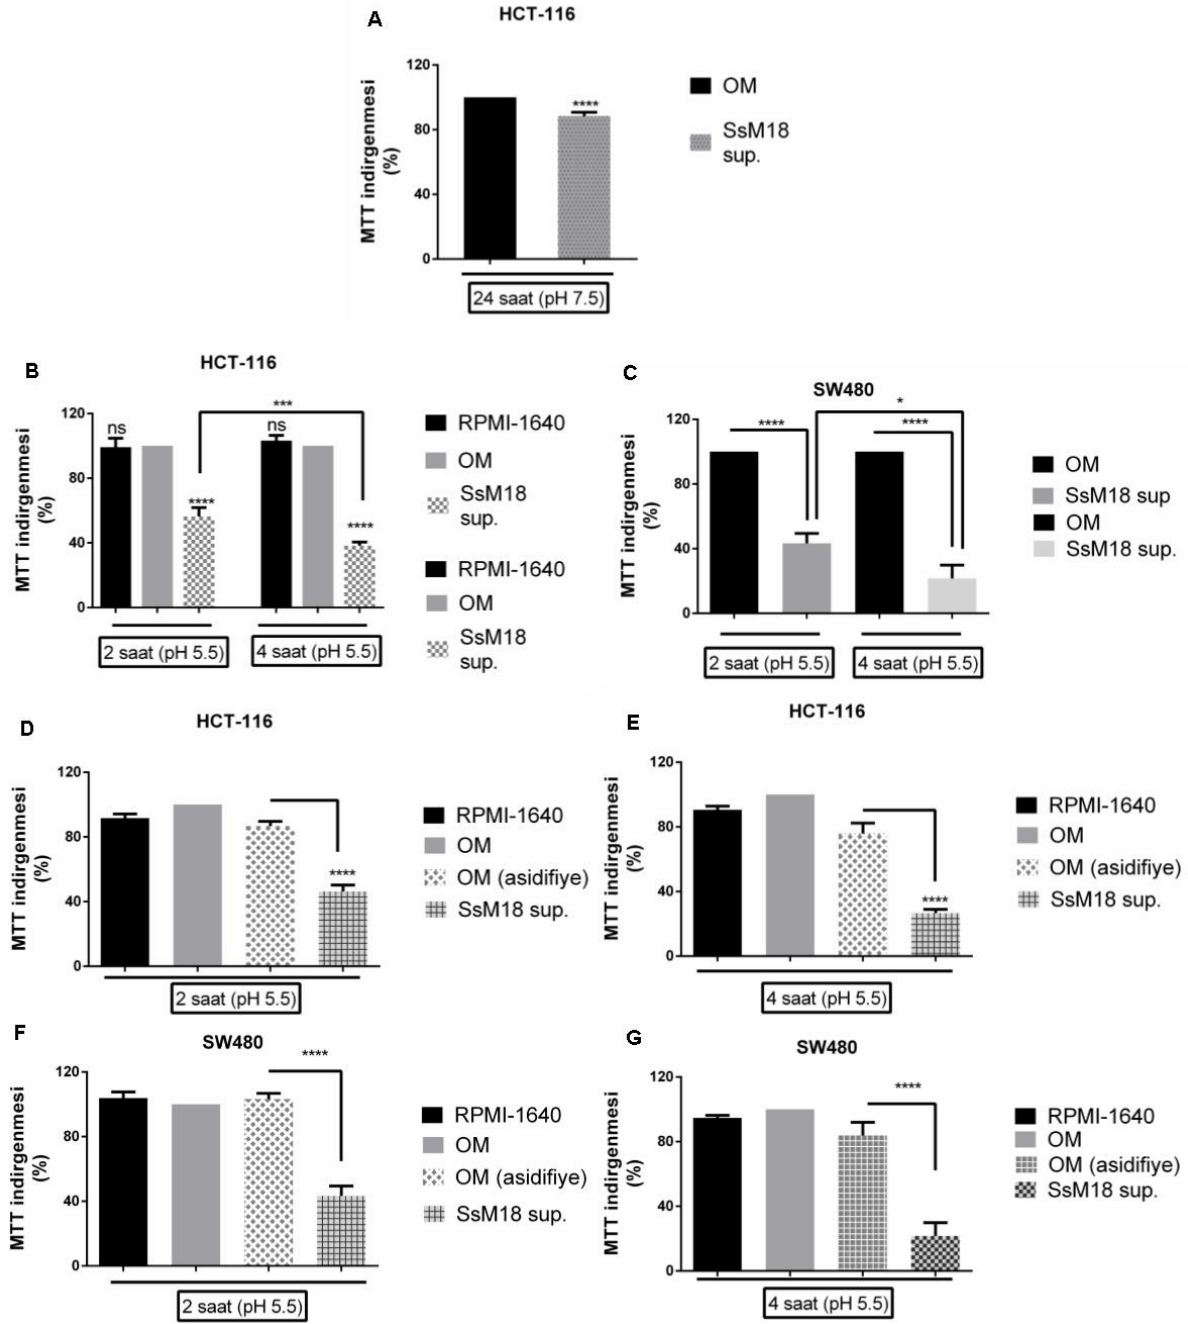 A
HCT-116
MTT indirgenmesi
(%)
120
80
40
0
****
OM
SsM18
sup.
24 saat (pH 7.5)
B
HCT-116
MTT indirgenmesi
(%)
120
80
40
0
ns
****
***
ns
****
RPMI-1640
OM
SsM18
sup.
RPMI-1640
OM
SsM18
sup.
2 saat (pH 5.5)
4 saat (pH 5.5)
C
SW480
MTT indirgenmesi
(%)
120
80
40
0
****
*
****
OM
SsM18 sup
OM
SsM18 sup.
2 saat (pH 5.5)
4 saat (pH 5.5)
D
HCT-116
MTT indirgenmesi
(%)
120
80
40
0
****
RPMI-1640
OM
OM (asidifiye)
SsM18 sup.
2 saat (pH 5.5)
E
HCT-116
MTT indirgenmesi
(%)
120
80
40
0
****
RPMI-1640
OM
OM (asidifiye)
SsM18 sup.
4 saat (pH 5.5)
F
SW480
MTT indirgenmesi
(%)
120
80
40
0
****
RPMI-1640
OM
OM (asidifiye)
SsM18 sup.
2 saat (pH 5.5)
G
SW480
MTT indirgenmesi
(%)
120
80
40
0
****
RPMI-1640
OM
OM (asidifiye)
SsM18 sup.
4 saat (pH 5.5)